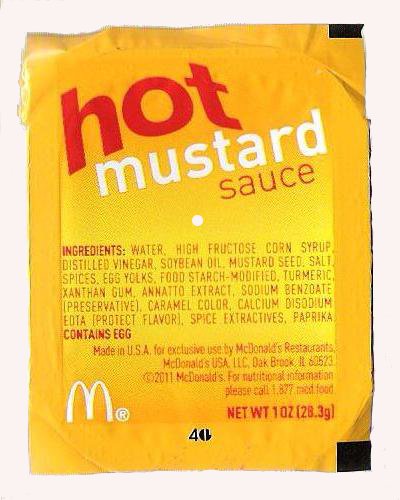 hot
mustard
sauce
INGREDIENTS: WATER, HIGH FRUCTOSE CORN SYRUP,
DISTILLED VINEGAR, SOYBEAN OIL, MUSTARD SEED, SALT,
SPICES, EGG YOLKS, FOOD STARCH-MODIFIED, TURMERIC,
XANTHAN GUM, ANNATTO EXTRACT, SODIUM BENZOATE
(PRESERVATIVE), CARAMEL COLOR, CALCIUM DISODIUM
EDTA (PROTECT FLAVOR), SPICE EXTRACTIVES, PAPRIKA
CONTAINS EGG
Made in U.S.A. for exclusive use by McDonald's Restaurants.
McDonald's USA, LLC, Oak Brook, IL 60523
©2011 McDonald's. For nutritional information
please call 1.877.mcd.food
M®
NET WT 1 OZ (28.3g)